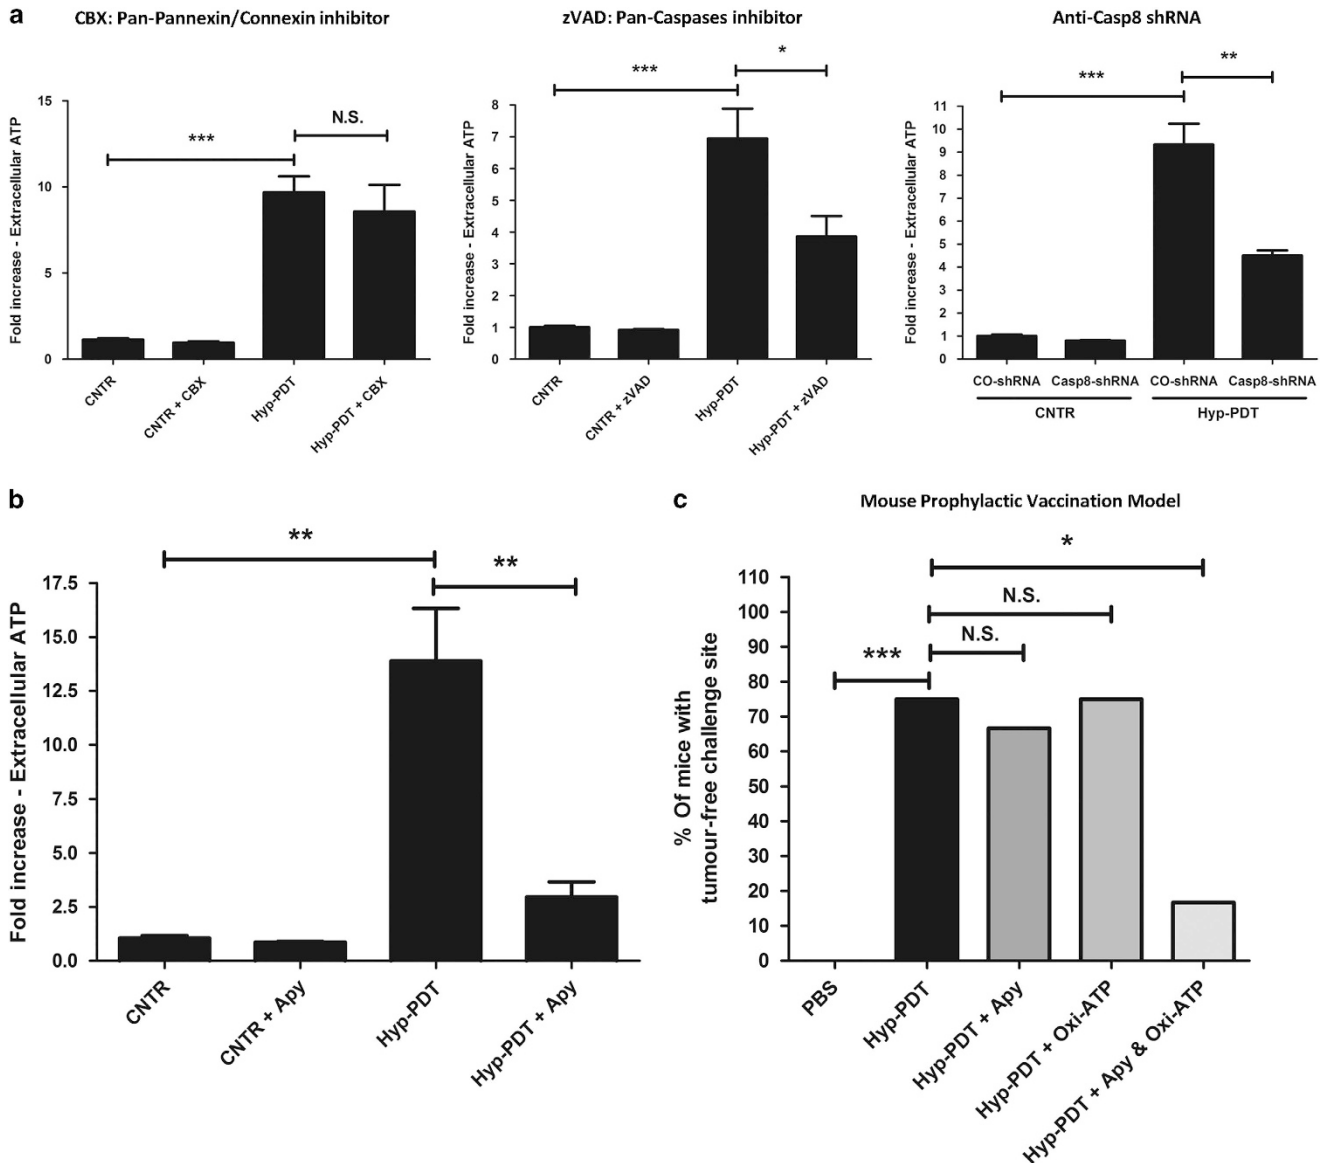 a
CBX: Pan-Pannexin/Connexin inhibitor
Fold increase - Extracellular ATP
15
10
5
0
***
N.S.
CNTR
CNTR + CBX
Hyp-PDT
Hyp-PDT + CBX
zVAD: Pan-Caspases inhibitor
Fold increase - Extracellular ATP
8
7
6
5
4
3
2
1
0
***
*
CNTR
CNTR + zVAD
Hyp-PDT
Hyp-PDT + zVAD
Anti-Casp8 shRNA
Fold increase - Extracellular ATP
11
10
9
8
7
6
5
4
3
2
1
0
***
**
CO-shRNA Casp8-shRNA CO-shRNA Casp8-shRNA
CNTR Hyp-PDT
b
Fold increase - Extracellular ATP
17.5
15.0
12.5
10.0
7.5
5.0
2.5
0.0
**
**
CNTR
CNTR + Apy
Hyp-PDT
Hyp-PDT + Apy
c
Mouse Prophylactic Vaccination Model
% Of mice with
tumour-free challenge site
110
100
90
80
70
60
50
40
30
20
10
0
*
N.S.
N.S.
***
PBS
Hyp-PDT
Hyp-PDT + Apy
Hyp-PDT + Oxi-ATP
Hyp-PDT + Apy & Oxi-ATP